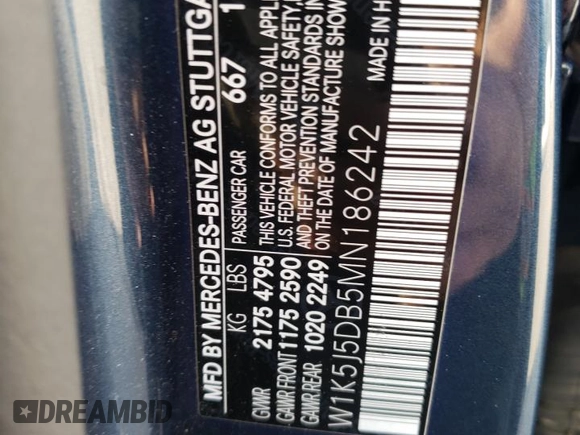 MFD BY MERCEDES-BENZ AG STUTTGA
667 1
KG LBS PASSENGER CAR
GVWR 2175 4795 THIS VEHICLE CONFORMS TO ALL APPL
GAWR FRONT 1175 2590 U.S. FEDERAL MOTOR VEHICLE SAFETY,
GAWR REAR 1020 2249 AND THEFT PREVENTION STANDARDS IN
ON THE DATE OF MANUFACTURE SHOW
W1K5J5DB5MN186242
MADE IN H
DREAMBID